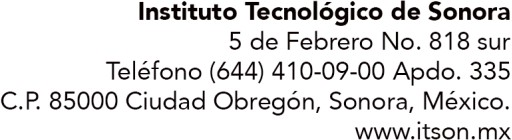 Instituto Tecnológico de Sonora
5 de Febrero No. 818 sur
Teléfono (644) 410-09-00 Apdo. 335
C.P. 85000 Ciudad Obregón, Sonora, México.
www.itson.mx